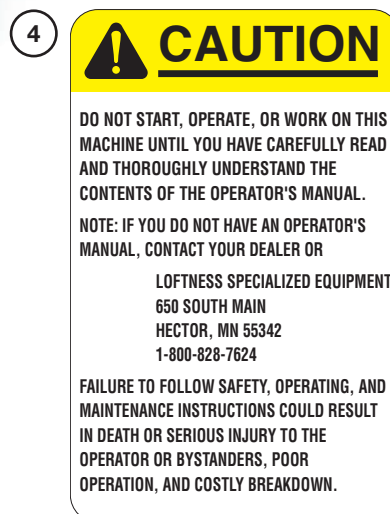 4
CAUTION
DO NOT START, OPERATE, OR WORK ON THIS
MACHINE UNTIL YOU HAVE CAREFULLY READ
AND THOROUGHLY UNDERSTAND THE
CONTENTS OF THE OPERATOR'S MANUAL.
NOTE: IF YOU DO NOT HAVE AN OPERATOR'S
MANUAL, CONTACT YOUR DEALER OR
LOFTNESS SPECIALIZED EQUIPMENT
650 SOUTH MAIN
HECTOR, MN 55342
1-800-828-7624
FAILURE TO FOLLOW SAFETY, OPERATING, AND
MAINTENANCE INSTRUCTIONS COULD RESULT
IN DEATH OR SERIOUS INJURY TO THE
OPERATOR OR BYSTANDERS, POOR
OPERATION, AND COSTLY BREAKDOWN.